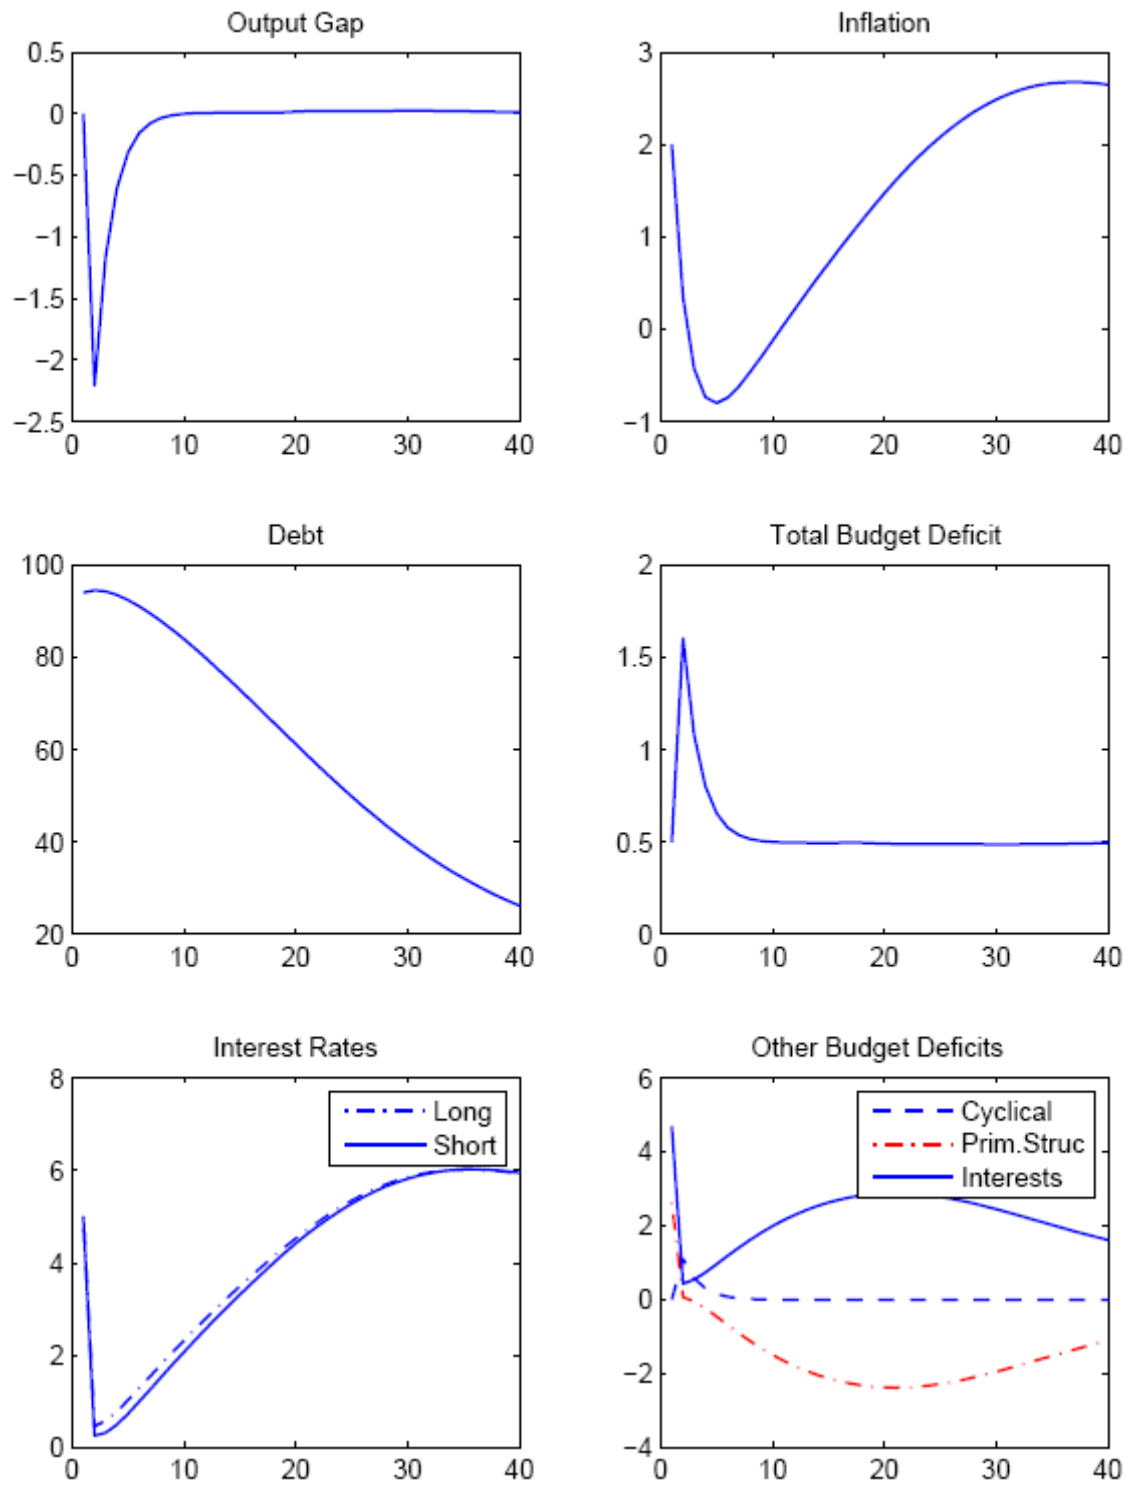 Output Gap
0.5
0
−0.5
−1
−1.5
−2
−2.5
0 10 20 30 40
Inflation
3
2
1
0
−1
0 10 20 30 40
Debt
100
80
60
40
20
0 10 20 30 40
Total Budget Deficit
2
1.5
1
0.5
0
0 10 20 30 40
Interest Rates
8
6
4
2
0
0 10 20 30 40
Long
Short
Other Budget Deficits
6
4
2
0
−2
−4
0 10 20 30 40
Cyclical
Prim.Struc
Interests